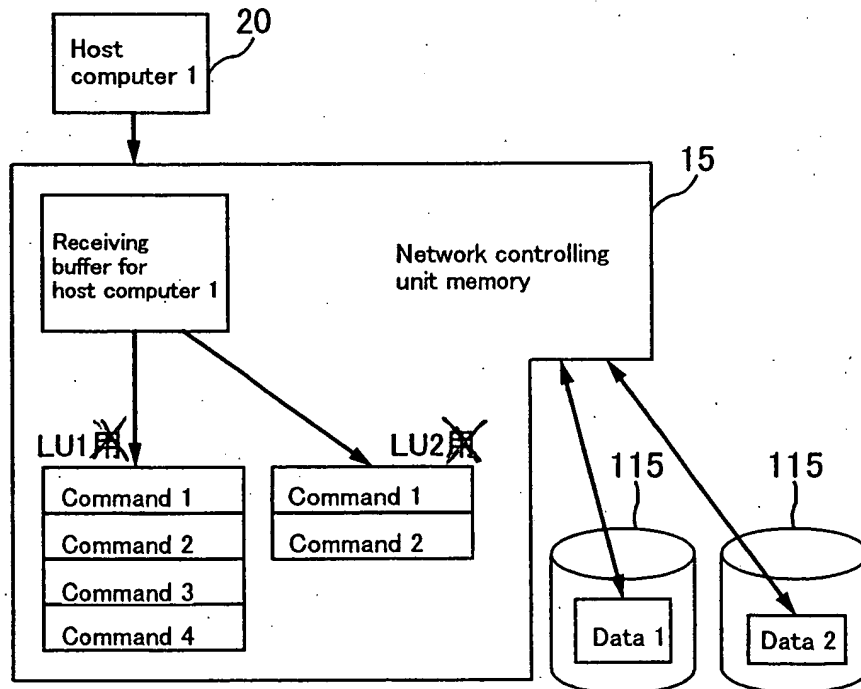 Host
computer 1
20
15
Receiving
buffer for
host computer 1
Network controlling
unit memory
LU1用
LU2用
Command 1
Command 2
Command 3
Command 4
Command 1
Command 2
115
115
Data 1
Data 2